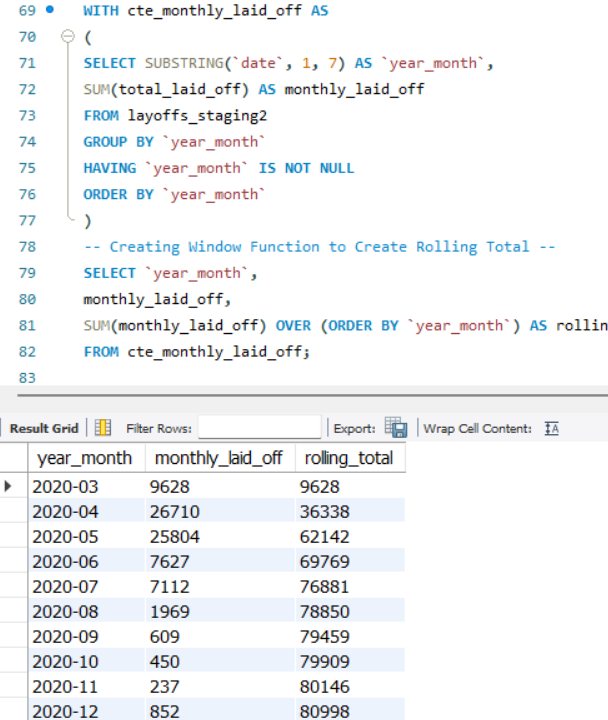 69 WITH cte_monthly_laid_off AS
70 (
71 SELECT SUBSTRING(`date`, 1, 7) AS `year_month`,
72 SUM(total_laid_off) AS monthly_laid_off
73 FROM layoffs_staging2
74 GROUP BY `year_month`
75 HAVING `year_month` IS NOT NULL
76 ORDER BY `year_month`
77 )
78 -- Creating Window Function to Create Rolling Total --
79 SELECT `year_month`,
80 monthly_laid_off,
81 SUM(monthly_laid_off) OVER (ORDER BY `year_month`) AS rollin
82 FROM cte_monthly_laid_off;
83
Result Grid Filter Rows: Export: Wrap Cell Content:
year_month monthly_laid_off rolling_total
2020-03 9628 9628
2020-04 26710 36338
2020-05 25804 62142
2020-06 7627 69769
2020-07 7112 76881
2020-08 1969 78850
2020-09 609 79459
2020-10 450 79909
2020-11 237 80146
2020-12 852 80998